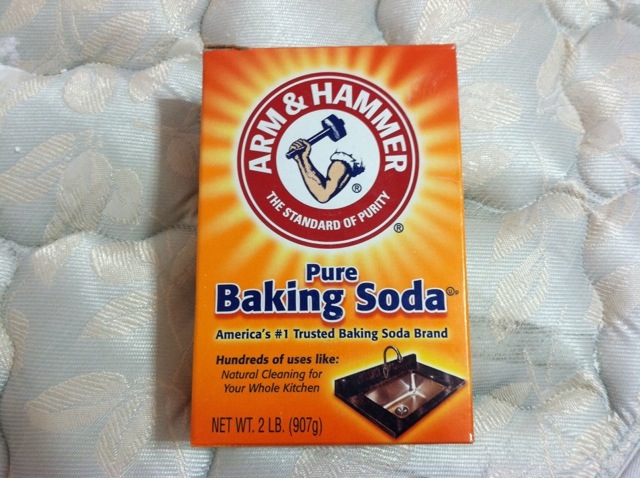 ARM & HAMMER
®
THE STANDARD OF PURITY
®
Pure
Baking Soda
America's #1 Trusted Baking Soda Brand
Hundreds of uses like:
Natural Cleaning for
Your Whole Kitchen
NET WT. 2 LB. (907g)